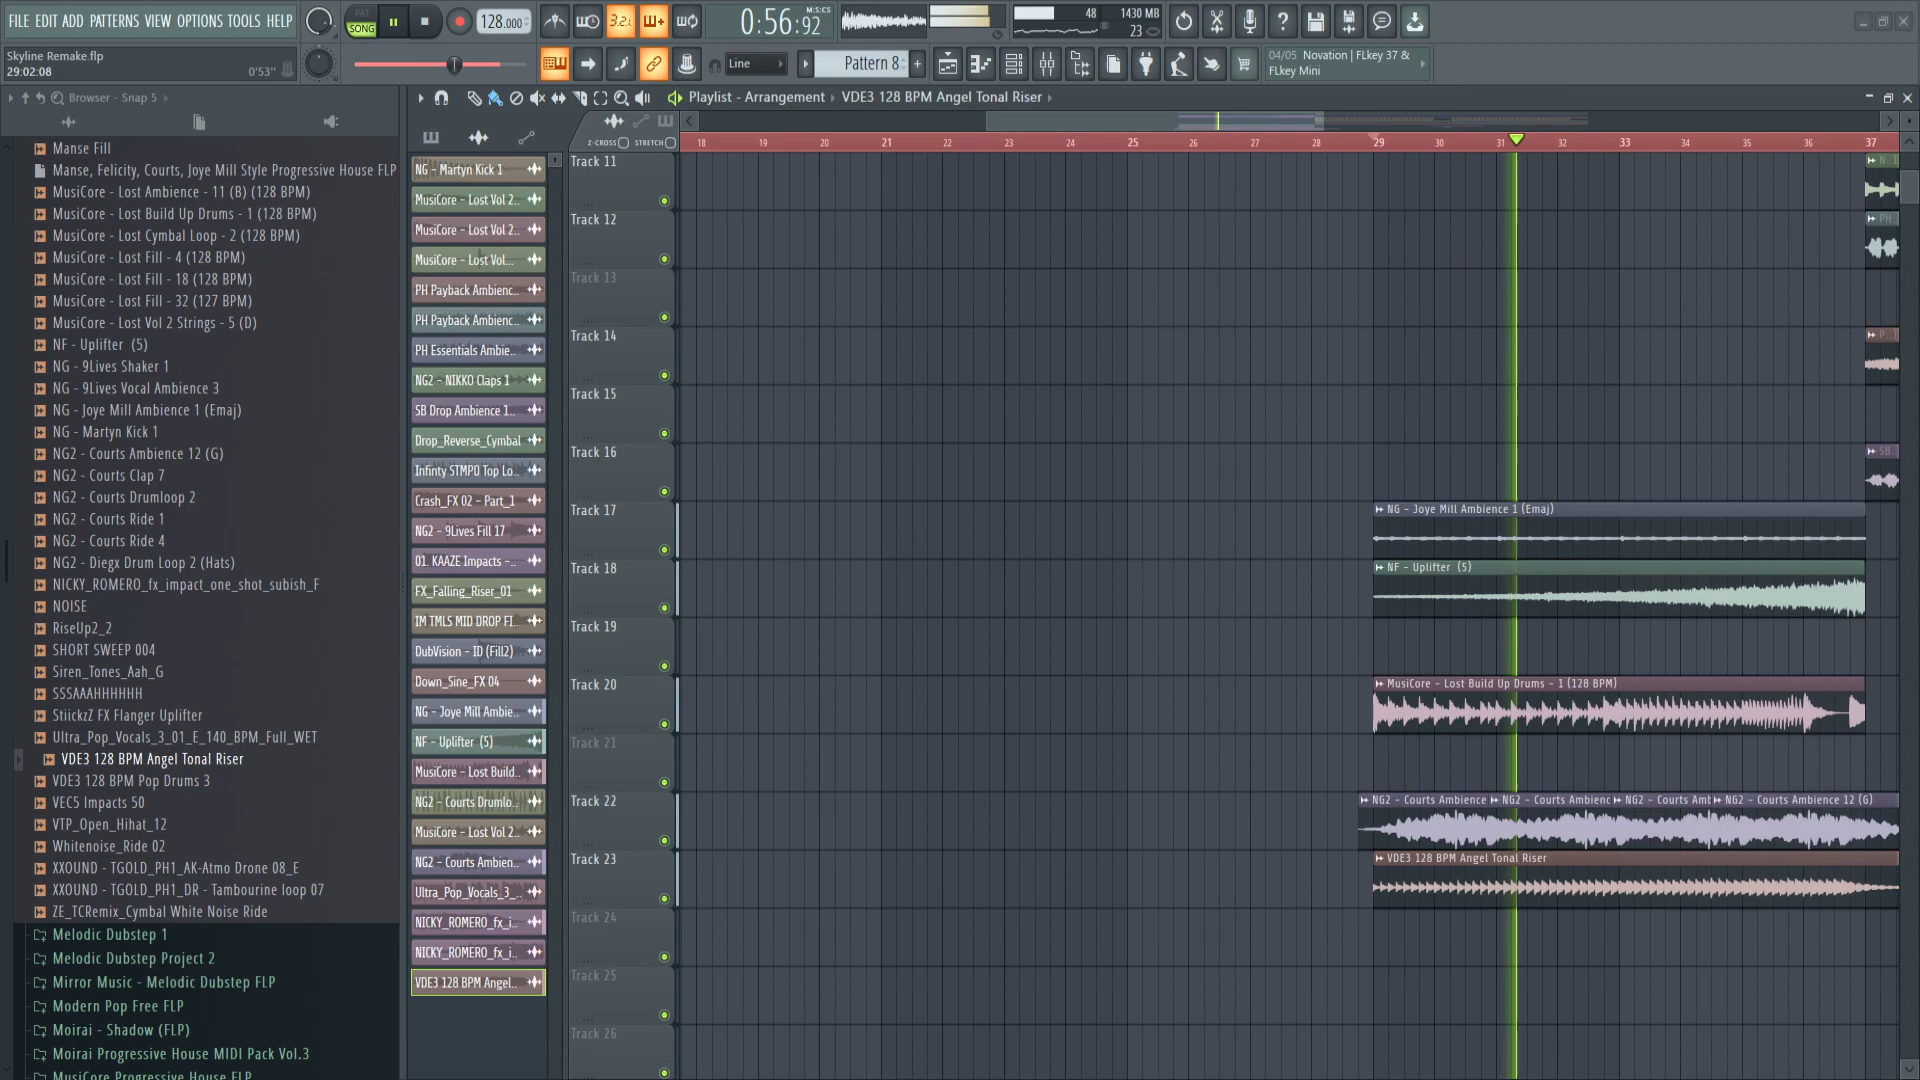 FILE EDIT ADD PATTERNS VIEW OPTIONS TOOLS HELP
PAT
SONG
128.000
3.2.
0:56:92
M:S:CS
48
1430 MB
23
Skyline Remake.flp
29:02:08
0'53"
Line
Pattern 8
04/05 Novation | FLkey 37 &
FLkey Mini
Browser - Snap 5
Playlist - Arrangement › VDE3 128 BPM Angel Tonal Riser ›
Z-CROSS STRETCH
18 19 20 21 22 23 24 25 26 27 28 29 30 31 32 33 34 35 36 37
Manse Fill
Manse, Felicity, Courts, Joye Mill Style Progressive House FLP
MusiCore - Lost Ambience - 11 (B) (128 BPM)
MusiCore - Lost Build Up Drums - 1 (128 BPM)
MusiCore - Lost Cymbal Loop - 2 (128 BPM)
MusiCore - Lost Fill - 4 (128 BPM)
MusiCore - Lost Fill - 18 (128 BPM)
MusiCore - Lost Fill - 32 (127 BPM)
MusiCore - Lost Vol 2 Strings - 5 (D)
NF - Uplifter (5)
NG - 9Lives Shaker 1
NG - 9Lives Vocal Ambience 3
NG - Joye Mill Ambience 1 (Emaj)
NG - Martyn Kick 1
NG2 - Courts Ambience 12 (G)
NG2 - Courts Clap 7
NG2 - Courts Drumloop 2
NG2 - Courts Ride 1
NG2 - Courts Ride 4
NG2 - Diegx Drum Loop 2 (Hats)
NICKY_ROMERO_fx_impact_one_shot_subish_F
NOISE
RiseUp2_2
SHORT SWEEP 004
Siren_Tones_Aah_G
SSSAAAHHHHHH
StiickzZ FX Flanger Uplifter
Ultra_Pop_Vocals_3_01_E_140_BPM_Full_WET
VDE3 128 BPM Angel Tonal Riser
VDE3 128 BPM Pop Drums 3
VEC5 Impacts 50
VTP_Open_Hihat_12
Whitenoise_Ride 02
XXOUND - TGOLD_PH1_AK-Atmo Drone 08_E
XXOUND - TGOLD_PH1_DR - Tambourine loop 07
ZE_TCRemix_Cymbal White Noise Ride
Melodic Dubstep 1
Melodic Dubstep Project 2
Mirror Music - Melodic Dubstep FLP
Modern Pop Free FLP
Moirai - Shadow (FLP)
Moirai Progressive House MIDI Pack Vol.3
MusiCore Progressive House FLP
NG - Martyn Kick 1
MusiCore - Lost Vol 2..
MusiCore - Lost Vol 2..
MusiCore - Lost Vol...
PH Payback Ambienc..
PH Payback Ambienc..
PH Essentials Ambie..
NG2 - NIKKO Claps 1
SB Drop Ambience 1..
Drop_Reverse_Cymbal
Infinty STMPD Top Lo..
Crash_FX 02 - Part_1
NG2 - 9Lives Fill 17
01. KAAZE Impacts -..
FX_Falling_Riser_01
IM TMLS MID DROP FI..
DubVision - ID (Fill2)
Down_Sine_FX 04
NG - Joye Mill Ambie..
NF - Uplifter (5)
MusiCore - Lost Build..
NG2 - Courts Drumlo..
MusiCore - Lost Vol 2..
NG2 - Courts Ambien..
Ultra_Pop_Vocals_3_..
NICKY_ROMERO_fx_i..
NICKY_ROMERO_fx_i..
VDE3 128 BPM Angel..
Track 11
Track 12
PH
Track 13
Track 14
Track 15
Track 16
SB
Track 17
NG - Joye Mill Ambience 1 (Emaj)
Track 18
NF - Uplifter (5)
Track 19
Track 20
MusiCore - Lost Build Up Drums - 1 (128 BPM)
Track 21
Track 22
NG2 - Courts Ambience NG2 - Courts Ambienc NG2 - Courts Amb NG2 - Courts Ambience 12 (G)
Track 23
VDE3 128 BPM Angel Tonal Riser
Track 24
Track 25
Track 26